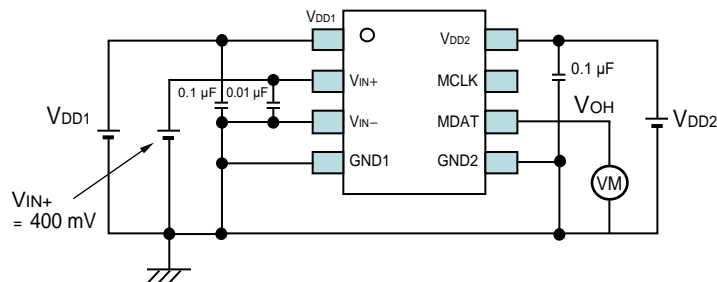 VDD1
VDD2
0.1 µF
0.01 µF
VIN+
MCLK
0.1 µF
VDD1
VIN−
MDAT
VOH
VDD2
GND1
GND2
VM
VIN+
= 400 mV